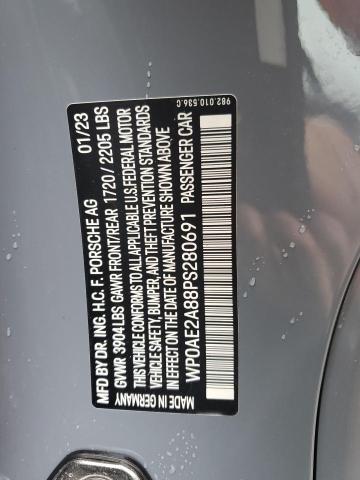 MFD BY DR. ING. H.C. F. PORSCHE AG 01/23
GVWR 3904 LBS GAWR FRONT/REAR 1720 / 2205 LBS
THIS VEHICLE CONFORMS TO ALL APPLICABLE U.S. FEDERAL MOTOR
VEHICLE SAFETY, BUMPER, AND THEFT PREVENTION STANDARDS
IN EFFECT ON THE DATE OF MANUFACTURE SHOWN ABOVE
WP0AE2A88PS280691 PASSENGER CAR
MADE IN GERMANY
982.010.536.C